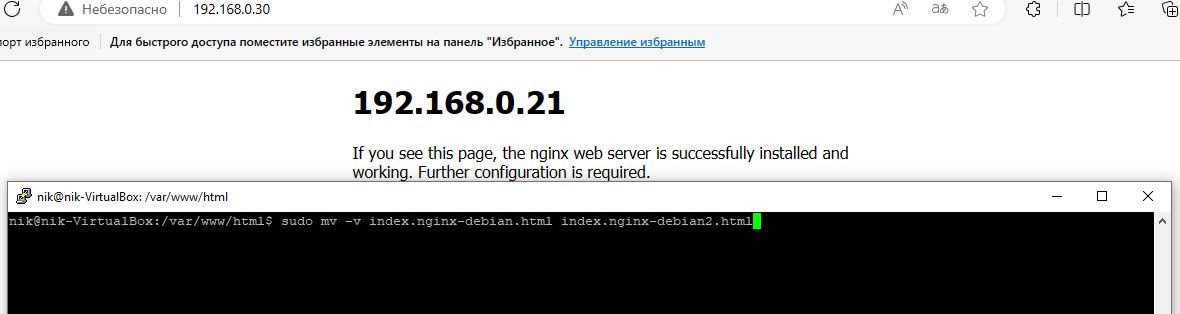 Небезопасно 192.168.0.30
порт избранного Для быстрого доступа поместите избранные элементы на панель "Избранное". Управление избранным
192.168.0.21
If you see this page, the nginx web server is successfully installed and
working. Further configuration is required.
nik@nik-VirtualBox: /var/www/html
nik@nik-VirtualBox:/var/www/html$ sudo mv -v index.nginx-debian.html index.nginx-debian2.html